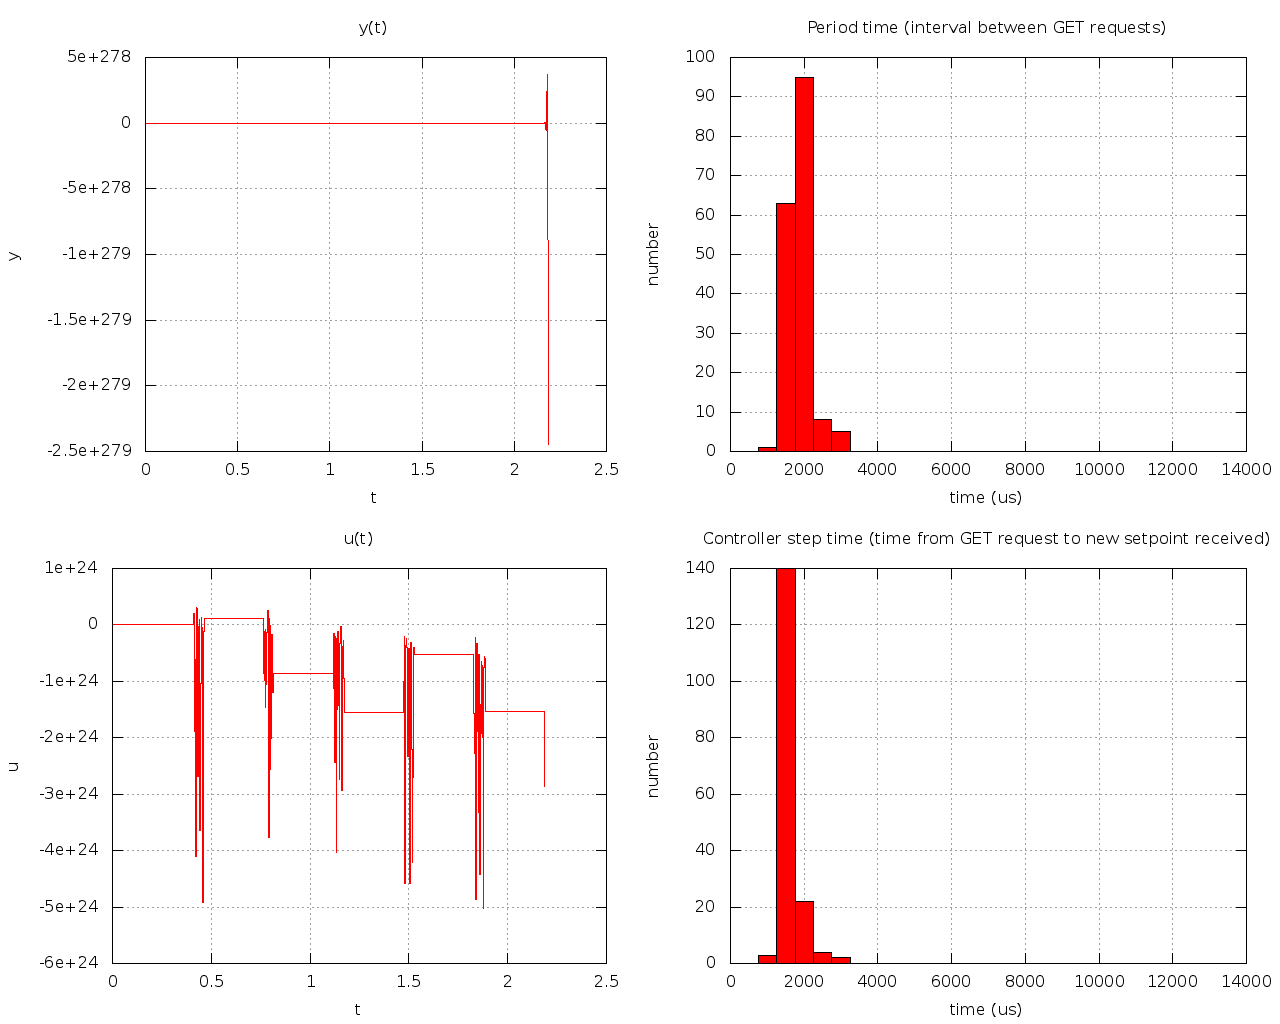 y(t)
5e+278
0
-5e+278
-1e+279
-1.5e+279
-2e+279
-2.5e+279
y
0 0.5 1 1.5 2 2.5
t
Period time (interval between GET requests)
100
90
80
70
60
50
40
30
20
10
0
number
0 2000 4000 6000 8000 10000 12000 14000
time (us)
u(t)
1e+24
0
-1e+24
-2e+24
-3e+24
-4e+24
-5e+24
-6e+24
u
0 0.5 1 1.5 2 2.5
t
Controller step time (time from GET request to new setpoint received)
140
120
100
80
60
40
20
0
number
0 2000 4000 6000 8000 10000 12000 14000
time (us)